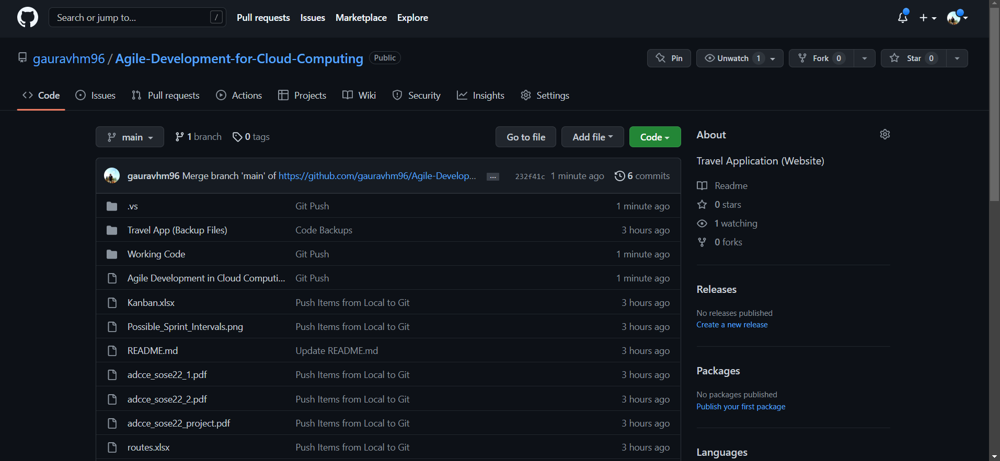 Search or jump to... /
Pull requests Issues Marketplace Explore
gauravhm96 / Agile-Development-for-Cloud-Computing Public
Pin Unwatch 1 Fork 0 Star 0
Code Issues Pull requests Actions Projects Wiki Security Insights Settings
main 1 branch 0 tags Go to file Add file Code
gauravhm96 Merge branch 'main' of https://github.com/gauravhm96/Agile-Develop... ... 232f41c 1 minute ago 6 commits
.vs Git Push 1 minute ago
Travel App (Backup Files) Code Backups 3 hours ago
Working Code Git Push 1 minute ago
Agile Development in Cloud Computi... Git Push 1 minute ago
Kanban.xlsx Push Items from Local to Git 3 hours ago
Possible_Sprint_Intervals.png Push Items from Local to Git 3 hours ago
README.md Update README.md 3 hours ago
adcce_sose22_1.pdf Push Items from Local to Git 3 hours ago
adcce_sose22_2.pdf Push Items from Local to Git 3 hours ago
adcce_sose22_project.pdf Push Items from Local to Git 3 hours ago
routes.xlsx Push Items from Local to Git 3 hours ago
About
Travel Application (Website)
Readme
0 stars
1 watching
0 forks
Releases
No releases published
Create a new release
Packages
No packages published
Publish your first package
Languages